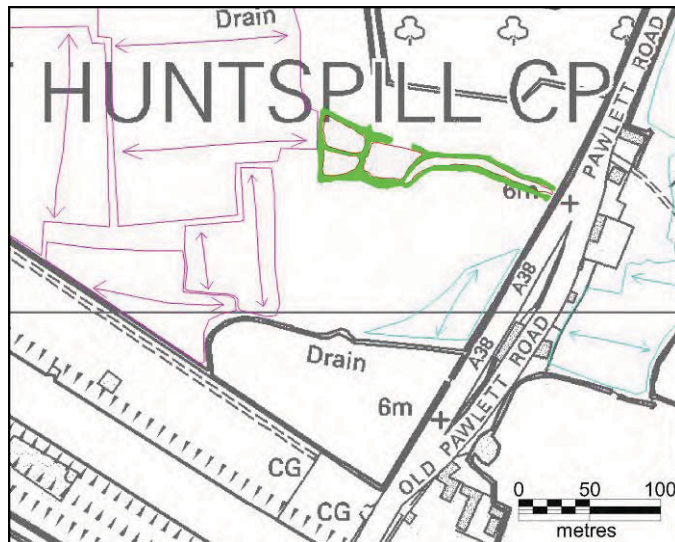 Drain
HUNTSPILL CP
PAWLETT ROAD
6m
A38
A38
Drain
6m
OLD PAWLETT ROAD
CG
CG
0 50 100
metres